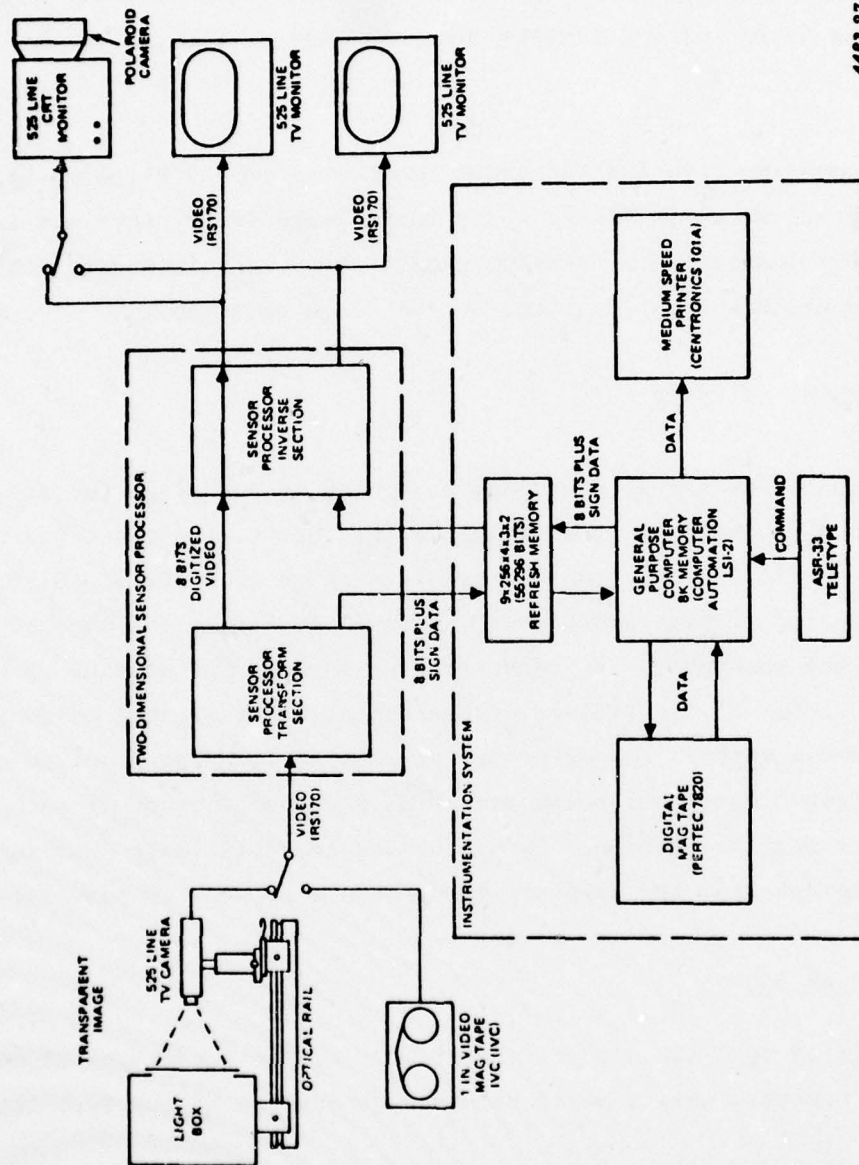 TRANSPARENT
IMAGE
LIGHT
BOX
525 LINE
TV CAMERA
OPTICAL RAIL
1 IN. VIDEO
MAG TAPE
IVC (IVC)
VIDEO
(RS170)
TWO-DIMENSIONAL SENSOR PROCESSOR
SENSOR
PROCESSOR
TRANSFORM
SECTION
8 BITS
DIGITIZED
VIDEO
SENSOR
PROCESSOR
INVERSE
SECTION
VIDEO
(RS170)
VIDEO
(RS170)
525 LINE
CRT
MONITOR
POLAROID
CAMERA
525 LINE
TV MONITOR
525 LINE
TV MONITOR
8 BITS PLUS
SIGN DATA
INSTRUMENTATION SYSTEM
9x256x4x3x2
(56296 BITS)
REFRESH MEMORY
8 BITS PLUS
SIGN DATA
DIGITAL
MAG TAPE
(PERTEC 7820)
DATA
GENERAL
PURPOSE
COMPUTER
8K MEMORY
(COMPUTER
AUTOMATION
LSI-2)
DATA
MEDIUM SPEED
PRINTER
(CENTRONICS 101A)
COMMAND
ASR-33
TELETYPE